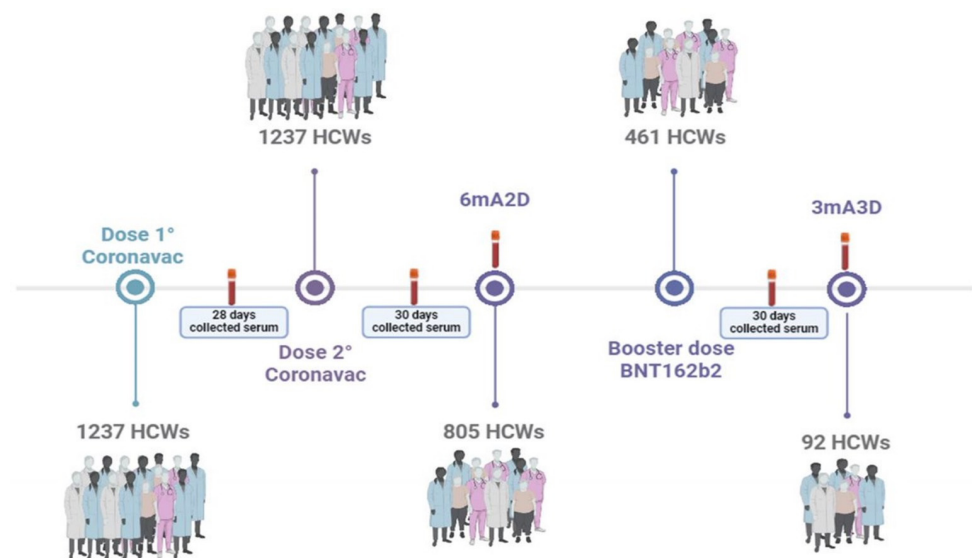 1237 HCWs
461 HCWs
6mA2D
3mA3D
Dose 1°
Coronavac
28 days
collected serum
30 days
collected serum
30 days
collected serum
Dose 2°
Coronavac
Booster dose
BNT162b2
1237 HCWs
805 HCWs
92 HCWs